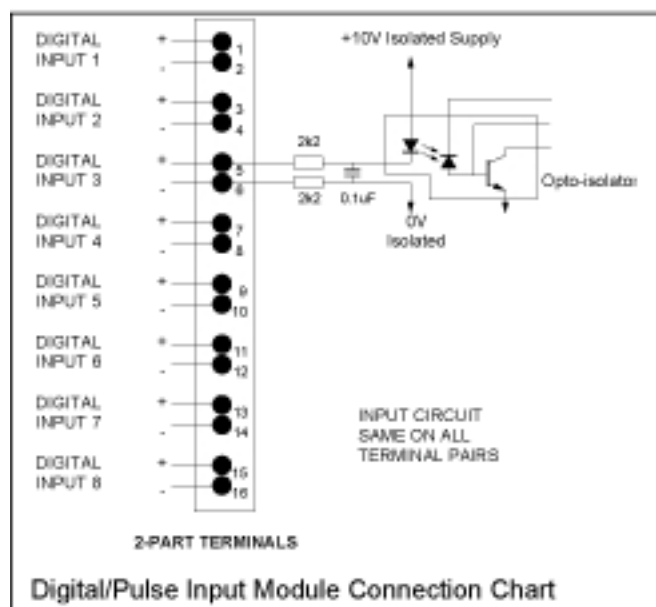 DIGITAL + 1
INPUT 1 - 2
DIGITAL + 3
INPUT 2 - 4
DIGITAL + 5
INPUT 3 - 6
DIGITAL + 7
INPUT 4 - 8
DIGITAL + 9
INPUT 5 - 10
DIGITAL + 11
INPUT 6 - 12
DIGITAL + 13
INPUT 7 - 14
DIGITAL + 15
INPUT 8 - 16
+10V Isolated Supply
2k2
2k2
0.1uF
0V
Isolated
Opto-isolator
INPUT CIRCUIT
SAME ON ALL
TERMINAL PAIRS
2-PART TERMINALS
Digital/Pulse Input Module Connection Chart